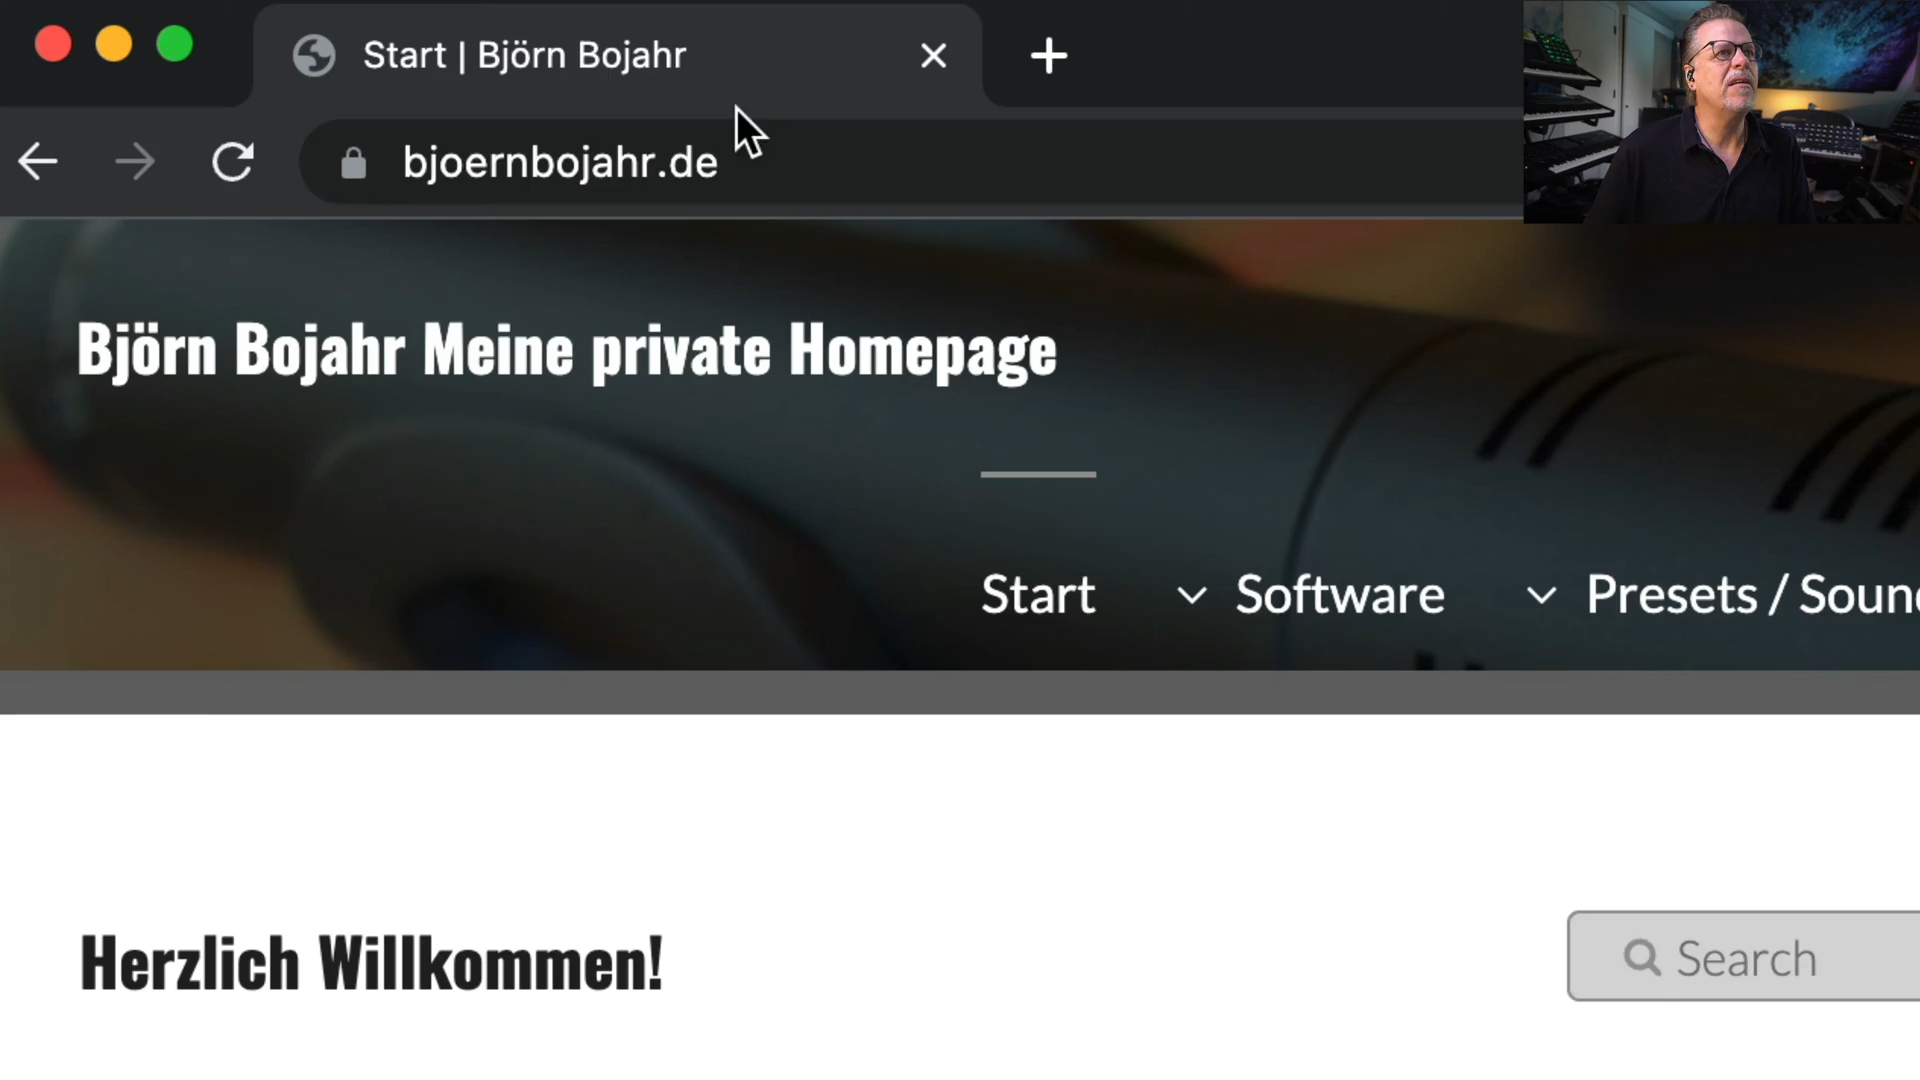 Start | Björn Bojahr
bjoernbojahr.de
Björn Bojahr Meine private Homepage
Start
Software
Presets / Soun
Herzlich Willkommen!
Search